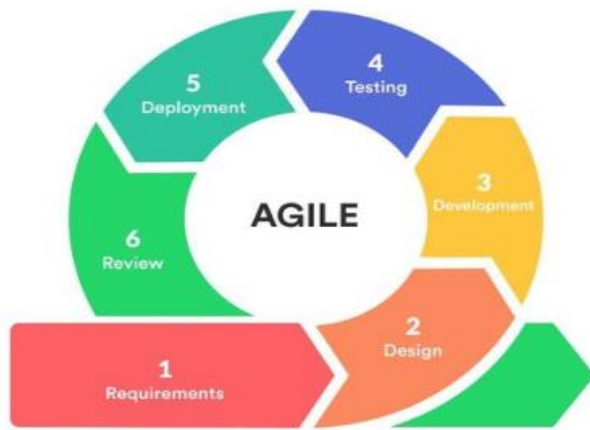 5
Deployment
4
Testing
3
Development
AGILE
6
Review
2
Design
1
Requirements